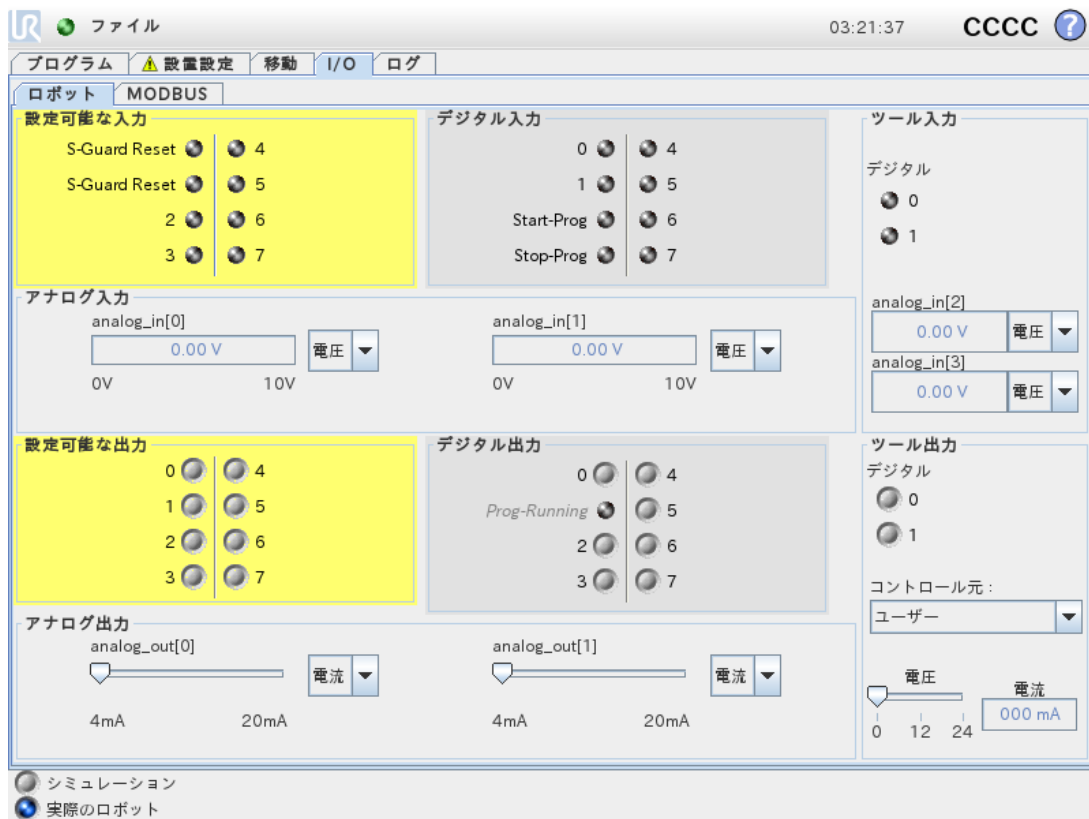 UR ファイル 03:21:37 CCCC ?
プログラム 設置設定 移動 I/O ログ
ロボット MODBUS
設定可能な入力
S-Guard Reset 4
S-Guard Reset 5
2 6
3 7
デジタル入力
0 4
1 5
Start-Prog 6
Stop-Prog 7
ツール入力
デジタル
0
1
アナログ入力
analog_in[0]
0.00 V 電圧
0V 10V
analog_in[1]
0.00 V 電圧
0V 10V
analog_in[2]
0.00 V 電圧
analog_in[3]
0.00 V 電圧
設定可能な出力
0 4
1 5
2 6
3 7
デジタル出力
0 4
Prog-Running 5
2 6
3 7
ツール出力
デジタル
0
1
コントロール元:
ユーザー
アナログ出力
analog_out[0]
電流
4mA 20mA
analog_out[1]
電流
4mA 20mA
電圧
0 12 24
電流
000 mA
シミュレーション
実際のロボット